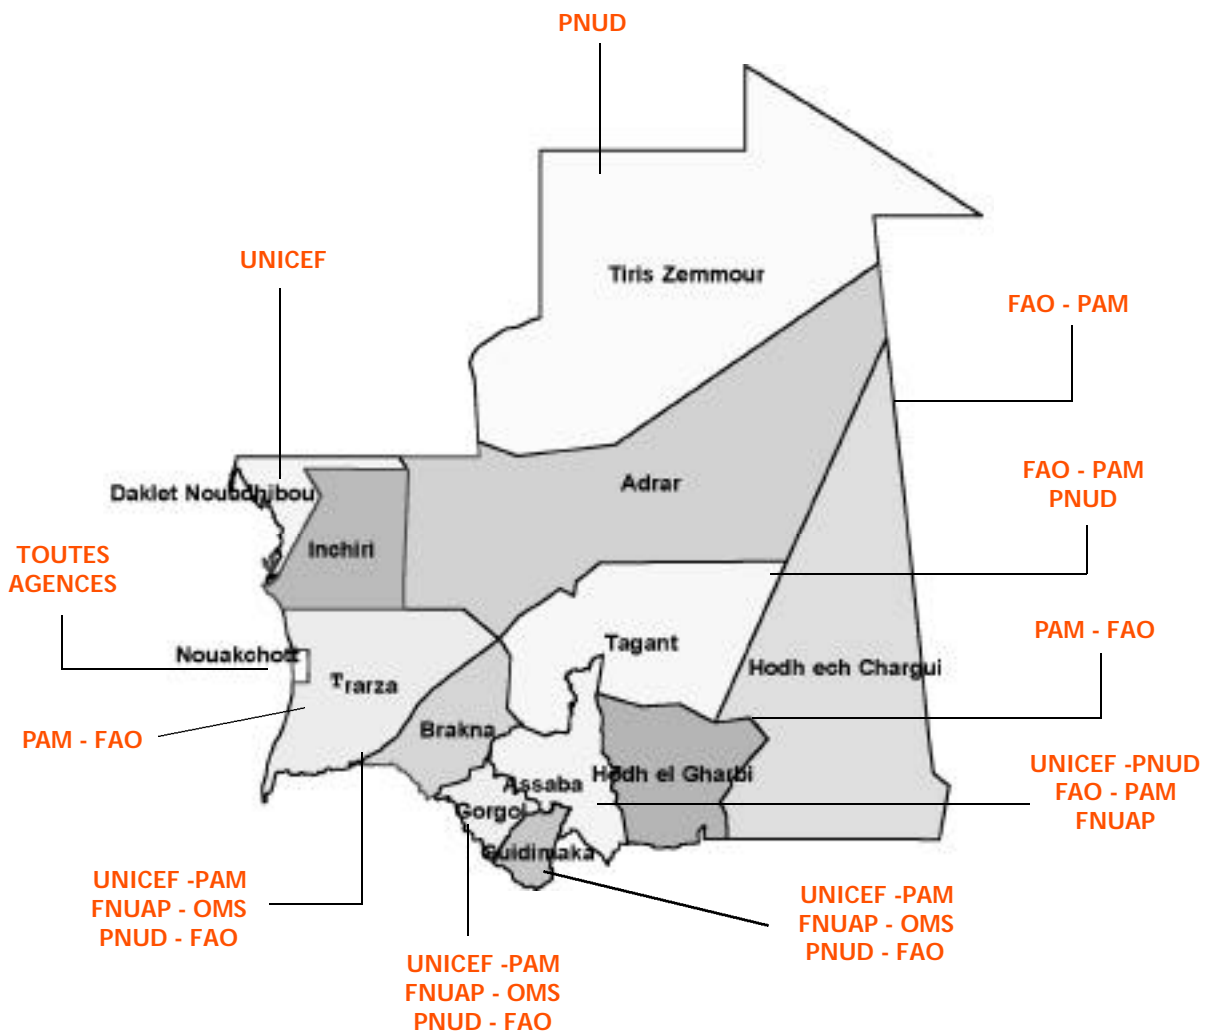 PNUD
UNICEF
Tiris Zemmour
FAO - PAM
FAO - PAM
PNUD
Adrar
Daklet Nouadhibou
Inchiri
TOUTES
AGENCES
PAM - FAO
Nouakchott
Tagant
Hodh ech Chargui
Trarza
PAM - FAO
Brakna
Hodh el Gharbi
Assaba
UNICEF -PNUD
FAO - PAM
FNUAP
Gorgol
Guidimaka
UNICEF -PAM
FNUAP - OMS
PNUD - FAO
UNICEF -PAM
FNUAP - OMS
PNUD - FAO
UNICEF -PAM
FNUAP - OMS
PNUD - FAO